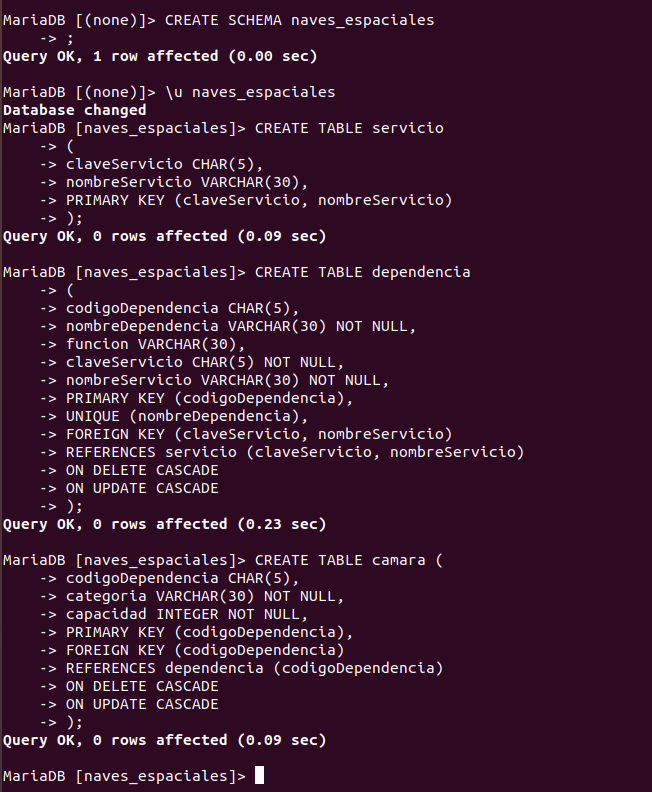 MariaDB [(none)]> CREATE SCHEMA naves_espaciales
-> ;
Query OK, 1 row affected (0.00 sec)
MariaDB [(none)]> \u naves_espaciales
Database changed
MariaDB [naves_espaciales]> CREATE TABLE servicio
-> (
-> claveServicio CHAR(5),
-> nombreServicio VARCHAR(30),
-> PRIMARY KEY (claveServicio, nombreServicio)
-> );
Query OK, 0 rows affected (0.09 sec)
MariaDB [naves_espaciales]> CREATE TABLE dependencia
-> (
-> codigoDependencia CHAR(5),
-> nombreDependencia VARCHAR(30) NOT NULL,
-> funcion VARCHAR(30),
-> claveServicio CHAR(5) NOT NULL,
-> nombreServicio VARCHAR(30) NOT NULL,
-> PRIMARY KEY (codigoDependencia),
-> UNIQUE (nombreDependencia),
-> FOREIGN KEY (claveServicio, nombreServicio)
-> REFERENCES servicio (claveServicio, nombreServicio)
-> ON DELETE CASCADE
-> ON UPDATE CASCADE
-> );
Query OK, 0 rows affected (0.23 sec)
MariaDB [naves_espaciales]> CREATE TABLE camara (
-> codigoDependencia CHAR(5),
-> categoria VARCHAR(30) NOT NULL,
-> capacidad INTEGER NOT NULL,
-> PRIMARY KEY (codigoDependencia),
-> FOREIGN KEY (codigoDependencia)
-> REFERENCES dependencia (codigoDependencia)
-> ON DELETE CASCADE
-> ON UPDATE CASCADE
-> );
Query OK, 0 rows affected (0.09 sec)
MariaDB [naves_espaciales]>